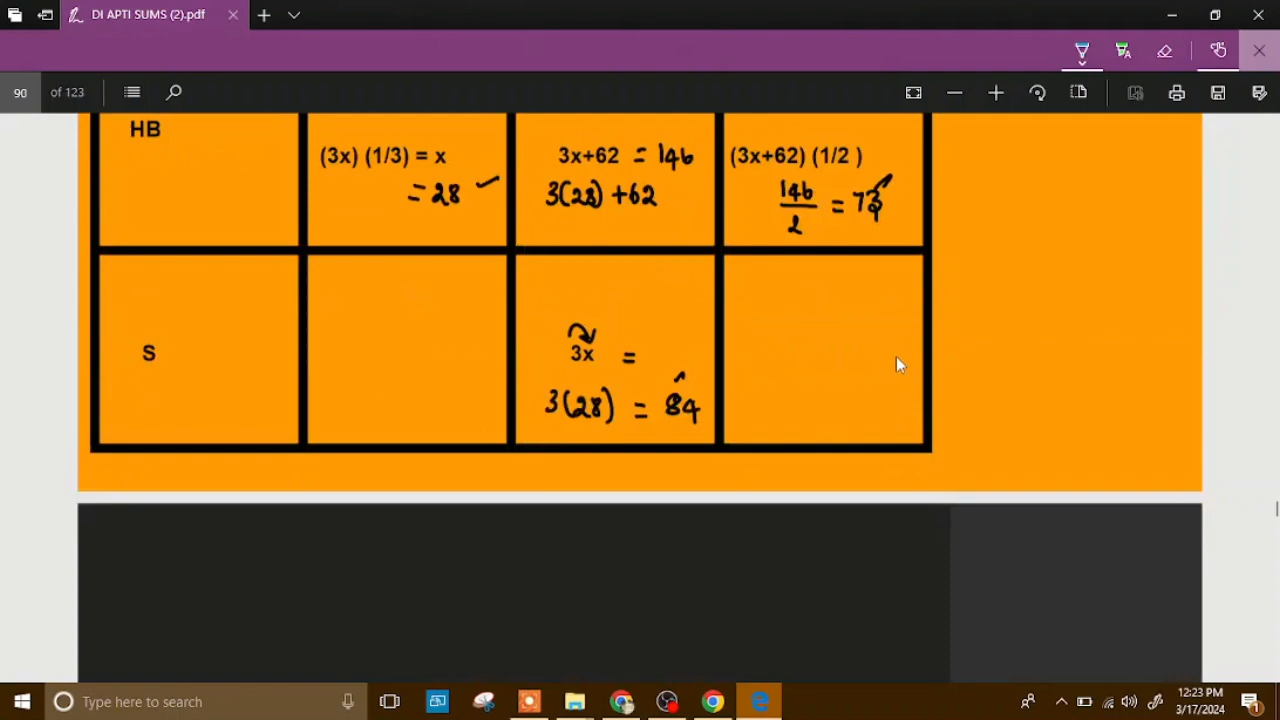 DI APTI SUMS (2).pdf
90 of 123
HB
(3x) (1/3) = x
= 28
3x+62 = 146
3(28) + 62
(3x+62) (1/2 )
146
2
= 73
S
3x =
3(28) = 84
Type here to search
12:23 PM
3/17/2024